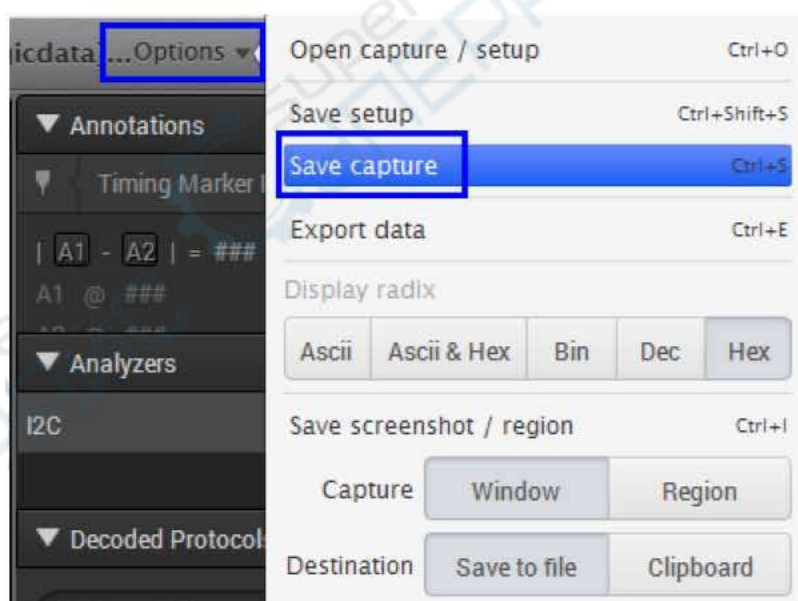 icdata]...Options
Annotations
Timing Marker
| A1 - A2 | = ###
A1 @ ###
Analyzers
I2C
Decoded Protocol
Open capture / setup Ctrl+O
Save setup Ctrl+Shift+S
Save capture Ctrl+S
Export data Ctrl+E
Display radix
Ascii Ascii & Hex Bin Dec Hex
Save screenshot / region Ctrl+I
Capture Window Region
Destination Save to file Clipboard